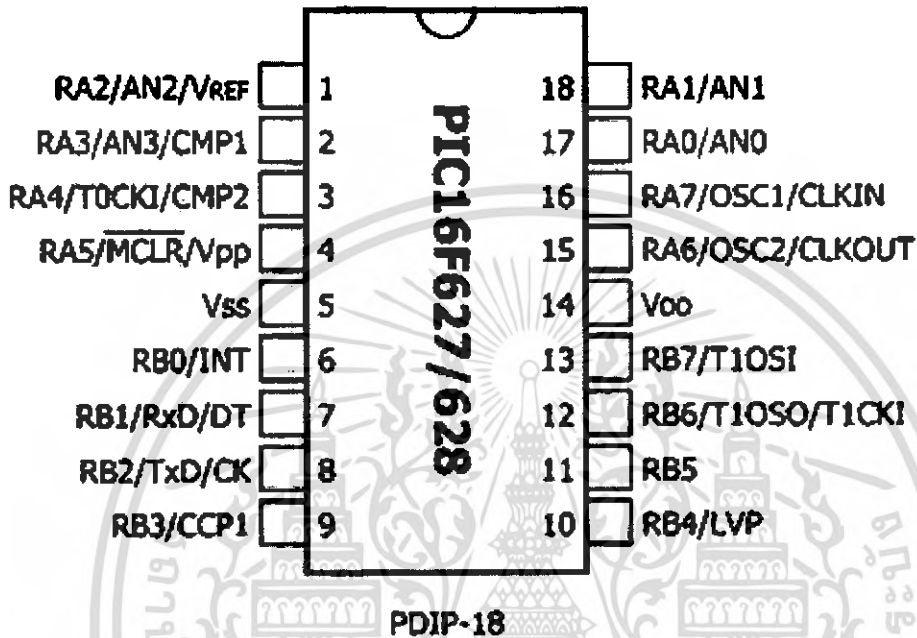 RA2/AN2/VREF 1 18 RA1/AN1
RA3/AN3/CMP1 2 17 RA0/AN0
RA4/T0CKI/CMP2 3 16 RA7/OSC1/CLKIN
RA5/MCLR/Vpp 4 15 RA6/OSC2/CLKOUT
Vss 5 14 VDD
RB0/INT 6 13 RB7/T1OSI
RB1/RxD/DT 7 12 RB6/T1OSO/T1CKI
RB2/TxD/CK 8 11 RB5
RB3/CCP1 9 10 RB4/LVP
PIC16F627/628
PDIP-18